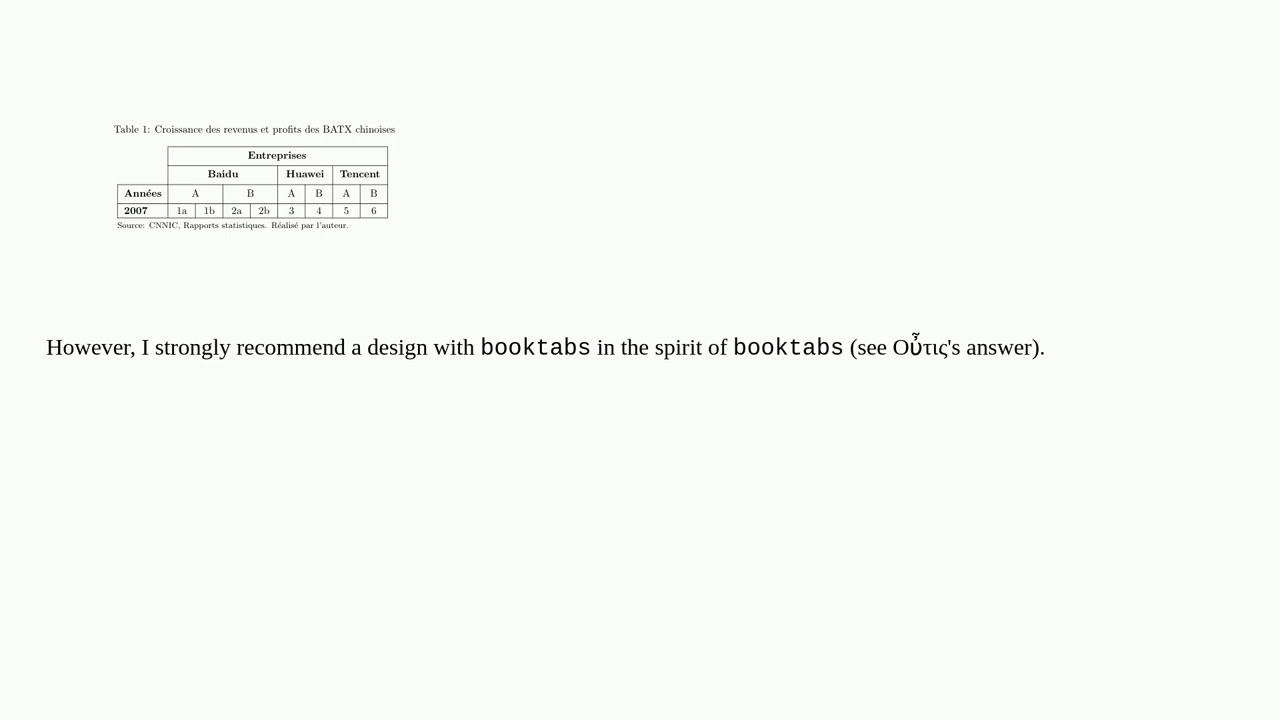 Table 1: Croissance des revenus et profits des BATX chinoises
Entreprises
Baidu Huawei Tencent
Années A B A B A B
2007 1a 1b 2a 2b 3 4 5 6
Source: CNNIC, Rapports statistiques. Réalisé par l'auteur.
However, I strongly recommend a design with booktabs in the spirit of booktabs (see Οὖτις's answer).